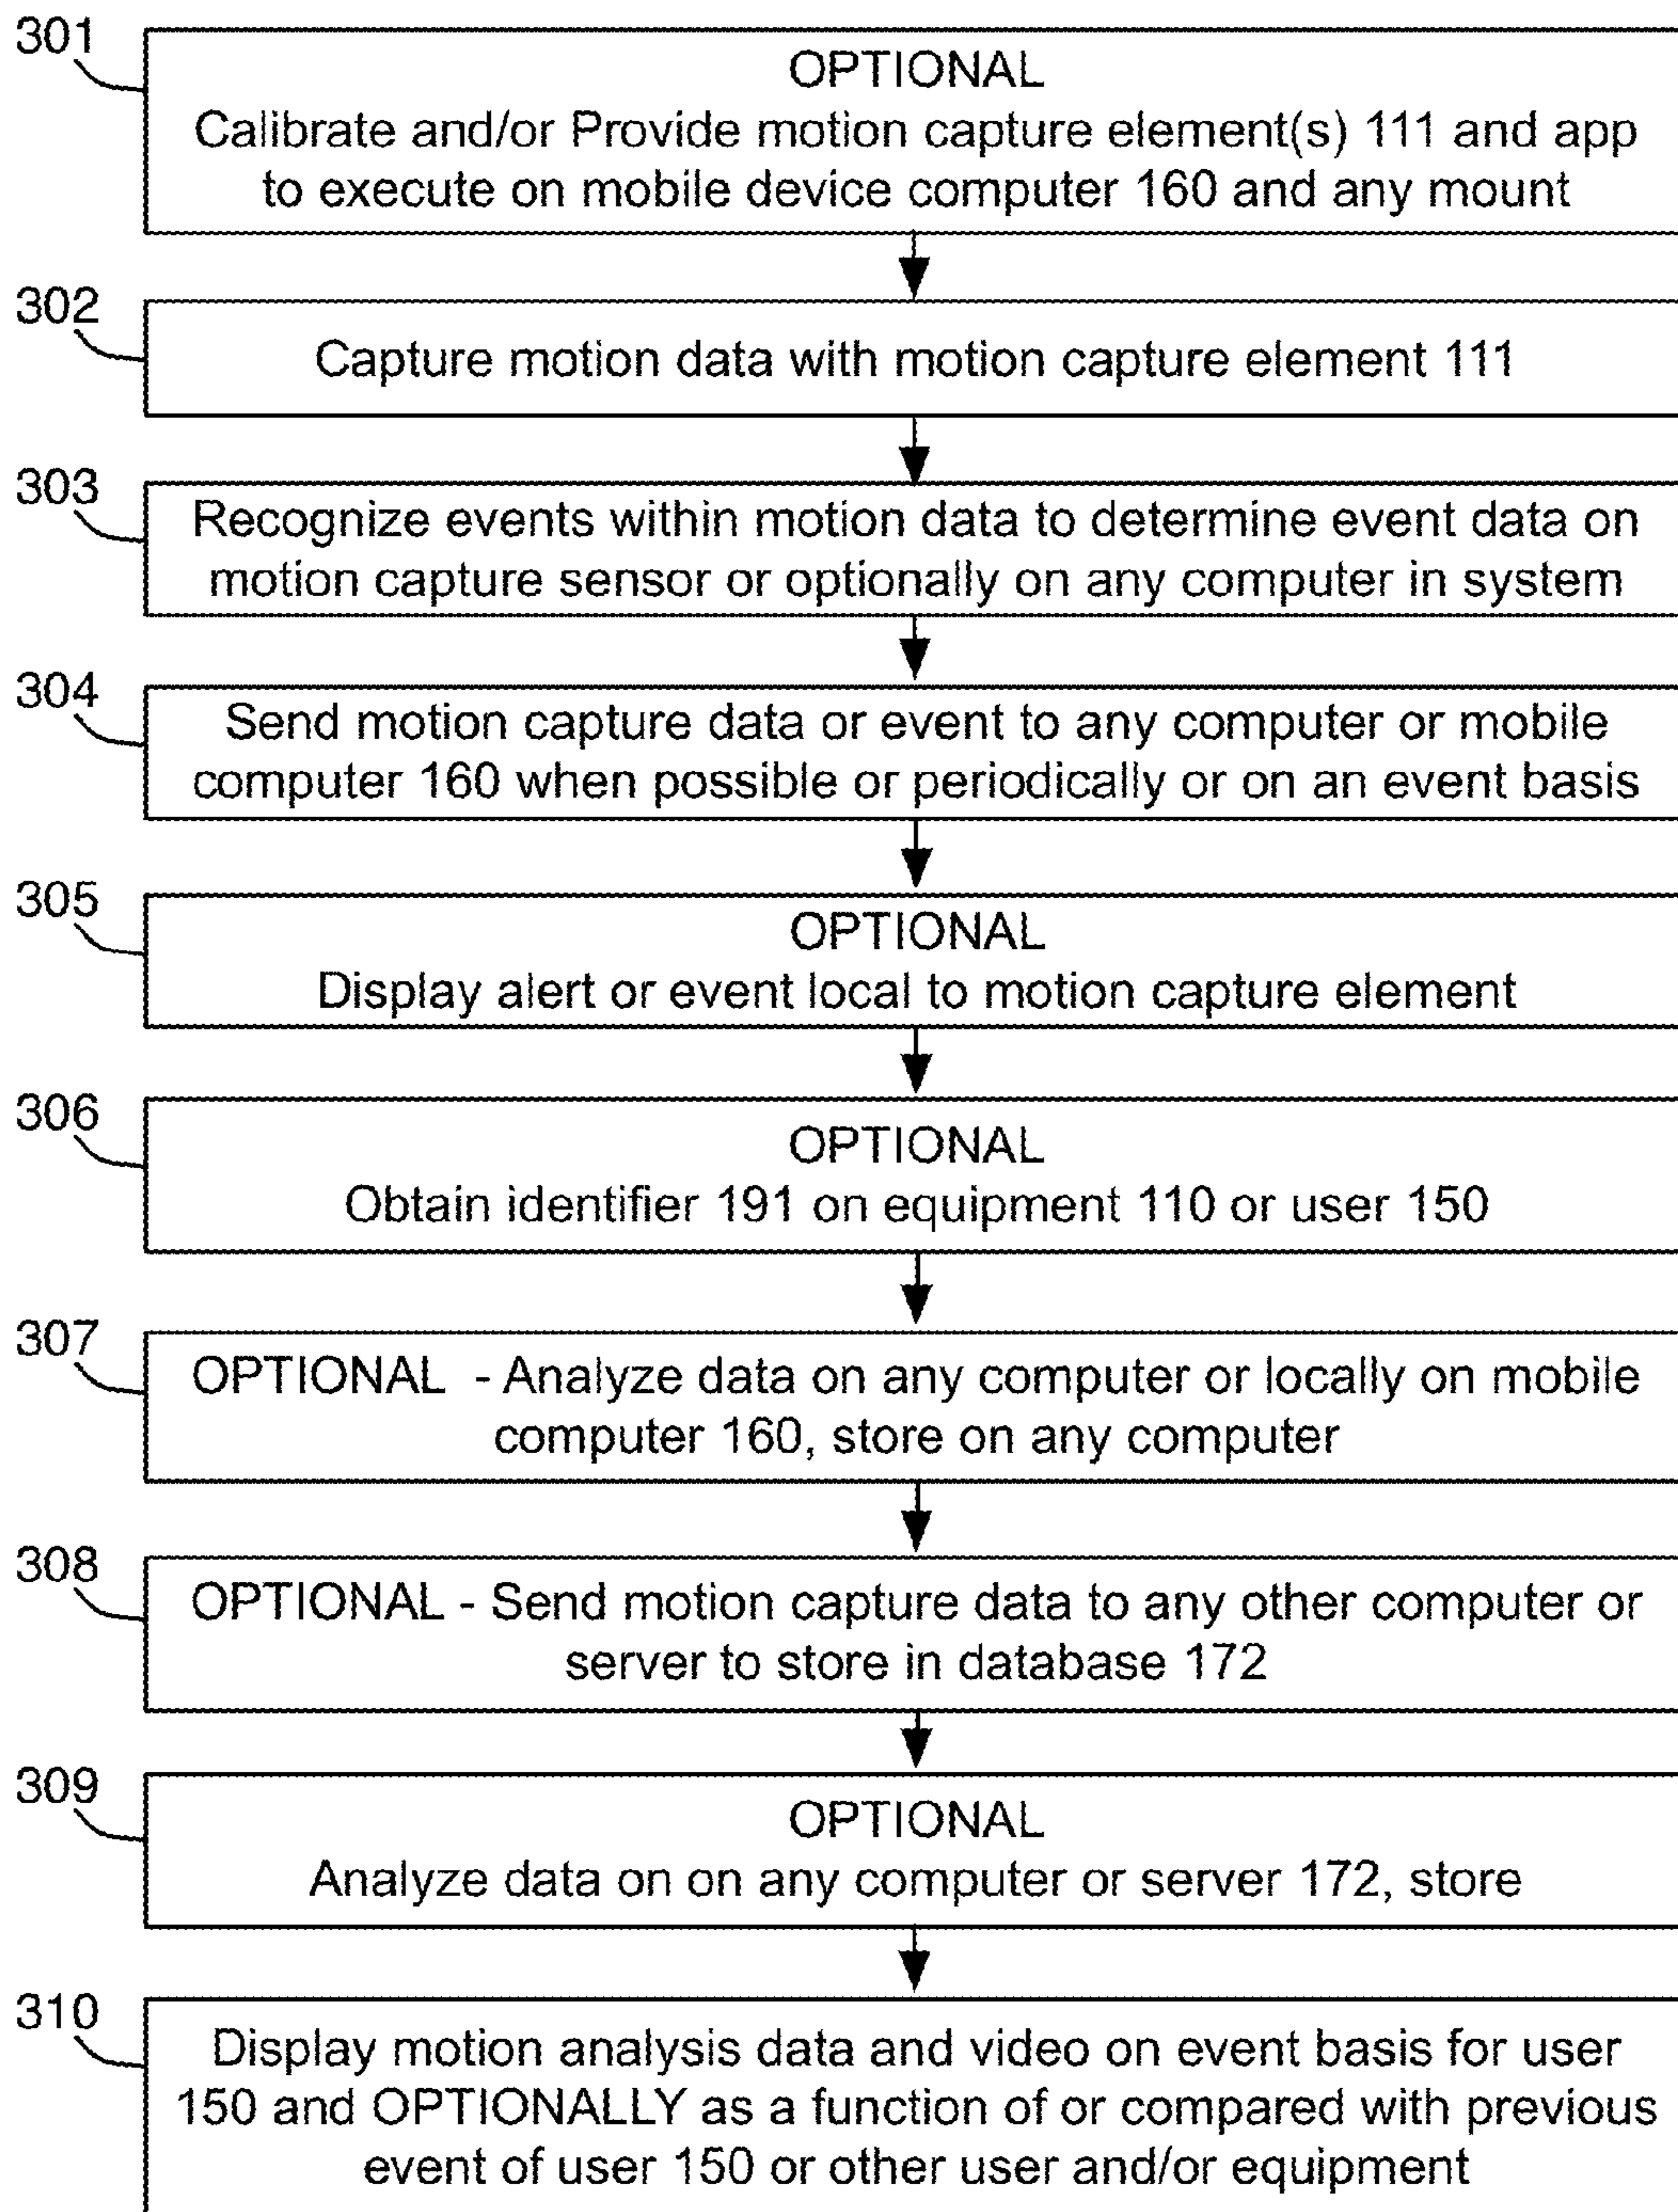 301
OPTIONAL
Calibrate and/or Provide motion capture element(s) 111 and app
to execute on mobile device computer 160 and any mount
302
Capture motion data with motion capture element 111
303
Recognize events within motion data to determine event data on
motion capture sensor or optionally on any computer in system
304
Send motion capture data or event to any computer or mobile
computer 160 when possible or periodically or on an event basis
305
OPTIONAL
Display alert or event local to motion capture element
306
OPTIONAL
Obtain identifier 191 on equipment 110 or user 150
307
OPTIONAL - Analyze data on any computer or locally on mobile
computer 160, store on any computer
308
OPTIONAL - Send motion capture data to any other computer or
server to store in database 172
309
OPTIONAL
Analyze data on on any computer or server 172, store
310
Display motion analysis data and video on event basis for user
150 and OPTIONALLY as a function of or compared with previous
event of user 150 or other user and/or equipment